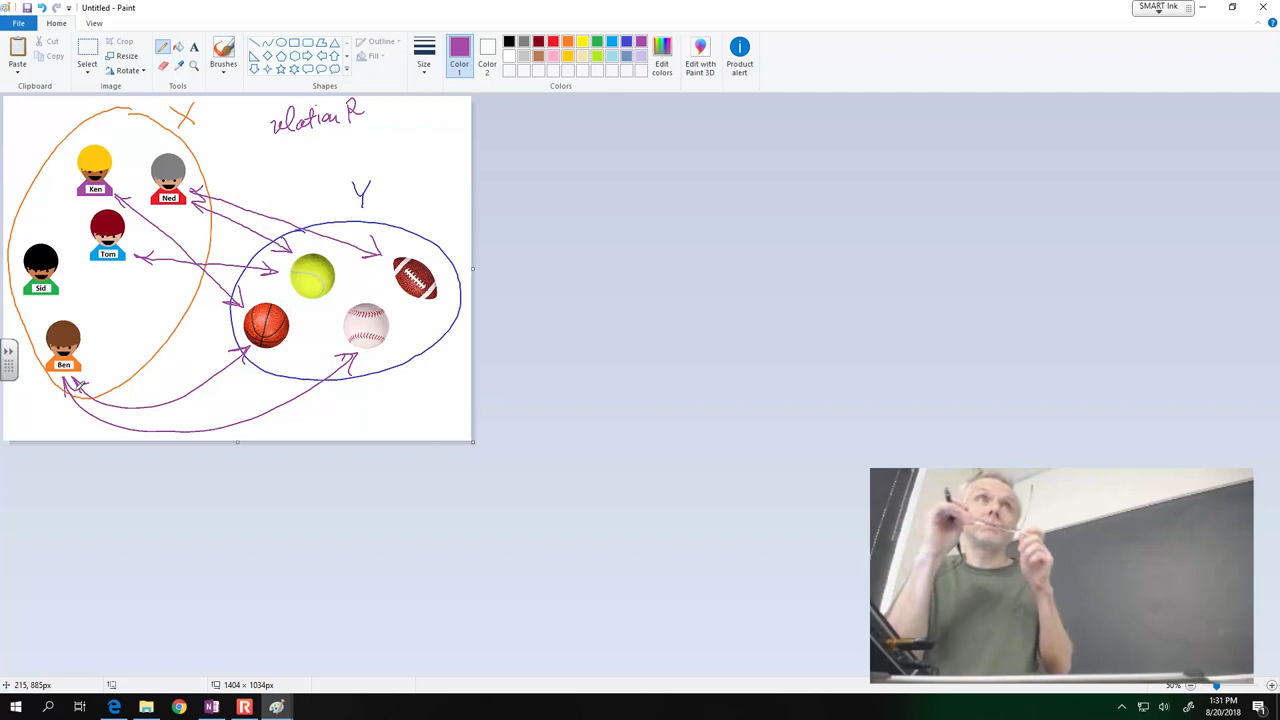 Untitled - Paint
SMART Ink
File
Home
View
Paste
Cut
Copy
Clipboard
Select
Crop
Resize
Rotate
Image
Tools
Brushes
Shapes
Outline
Fill
Size
Color
1
Color
2
Edit
colors
Colors
Edit with
Paint 3D
Product
alert
X
relation R
Y
Ken
Ned
Tom
Sid
Ben
215, 885px
1404 × 1034px
50%
1:31 PM
8/20/2018